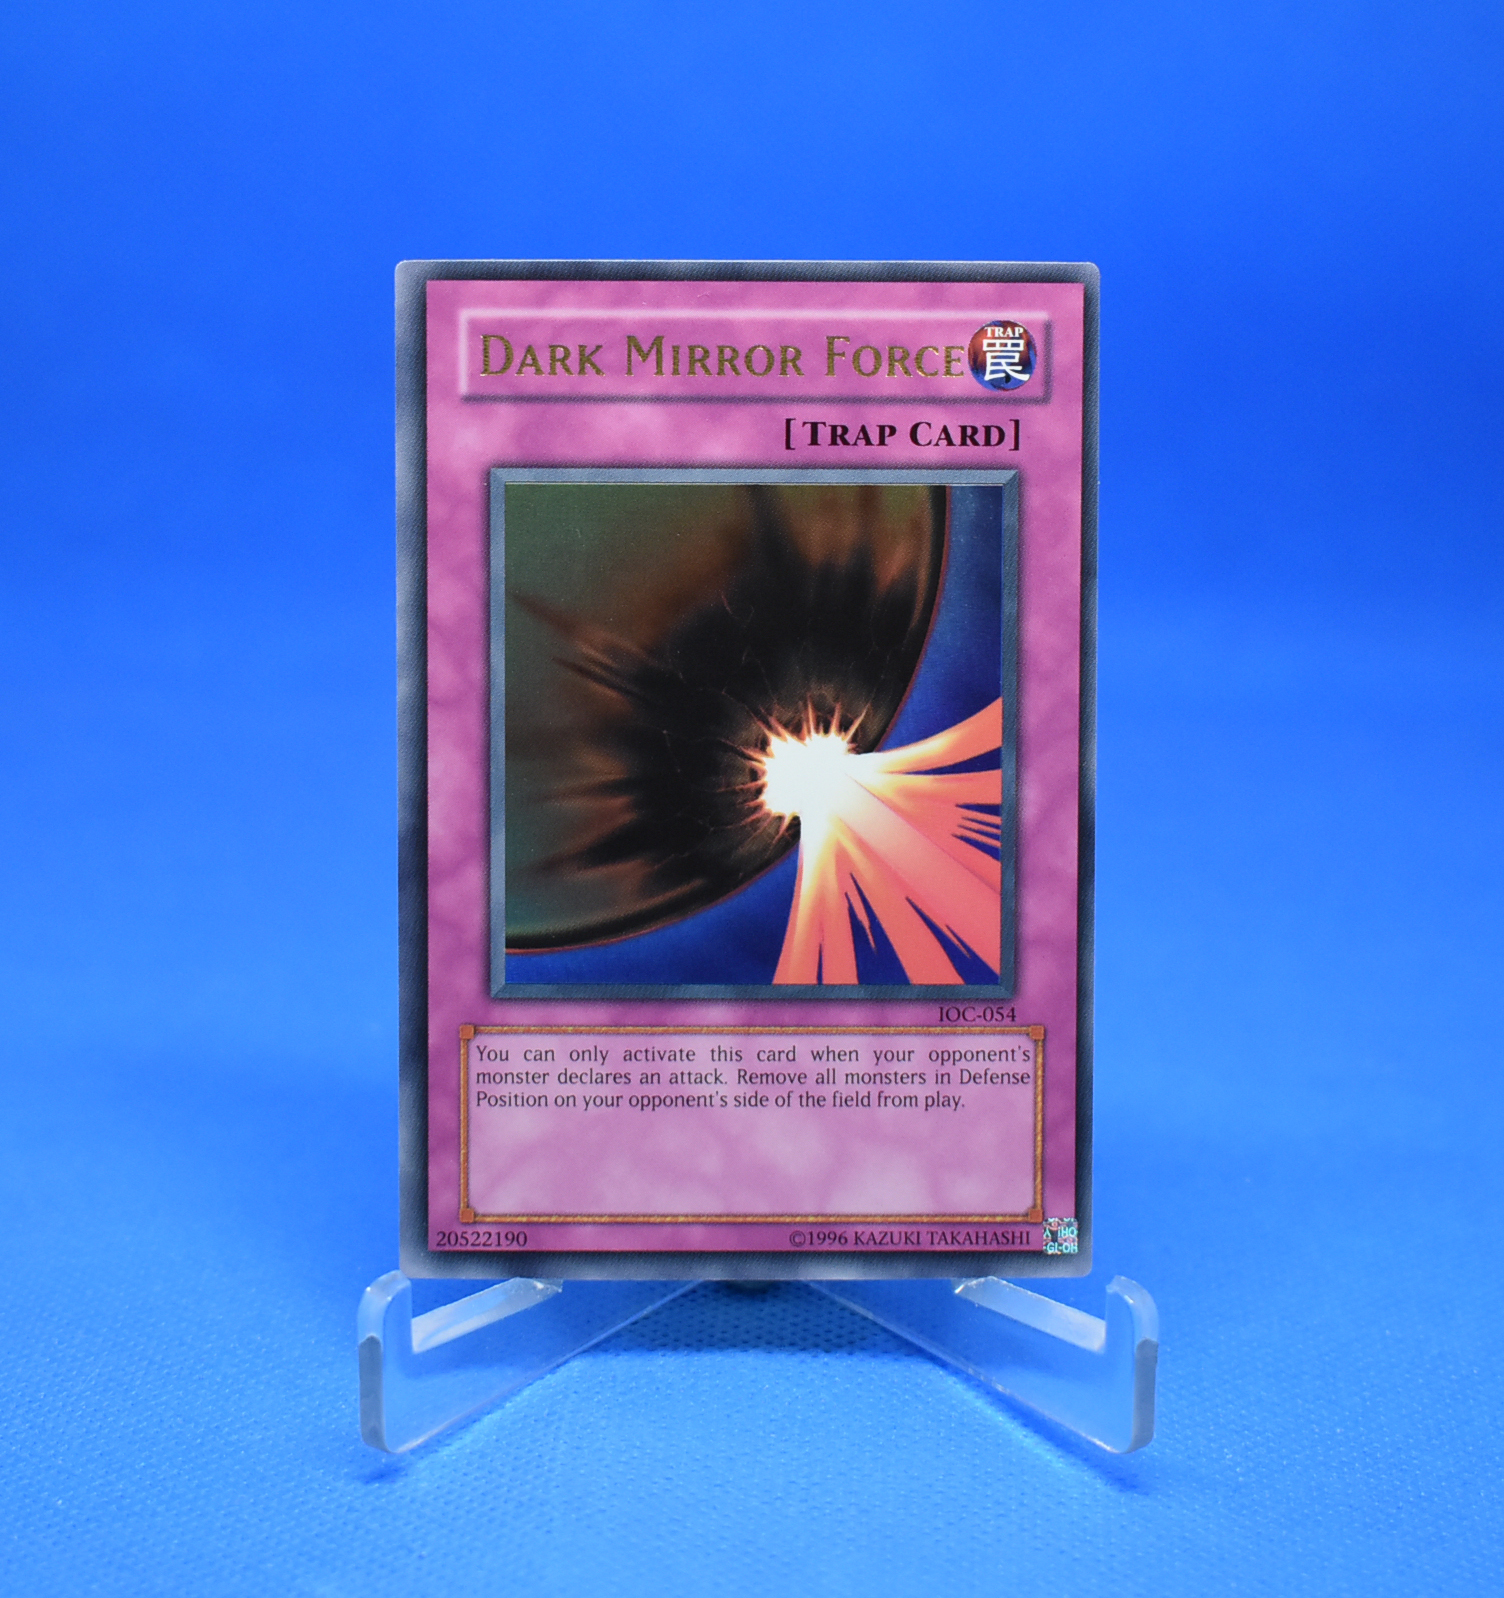 DARK MIRROR FORCE
TRAP
罠
[TRAP CARD]
IOC-054
You can only activate this card when your opponent's
monster declares an attack. Remove all monsters in Defense
Position on your opponent's side of the field from play.
20522190
©1996 KAZUKI TAKAHASHI